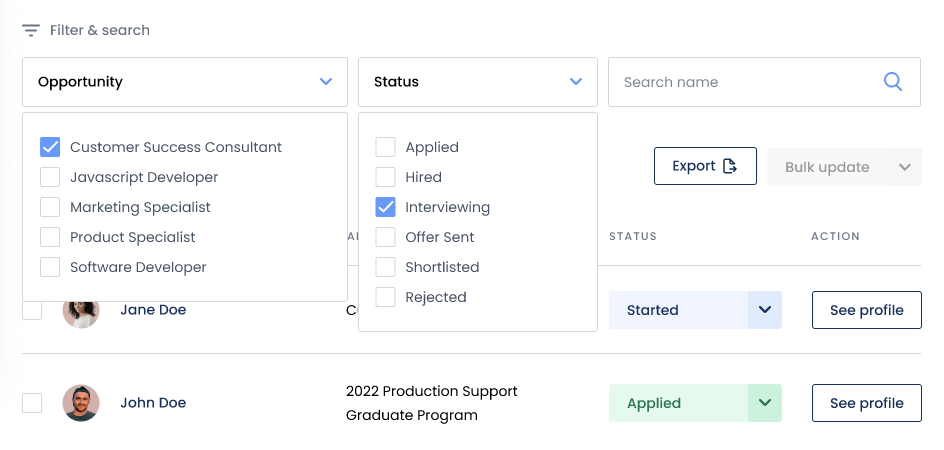 Filter & search
Opportunity
Status
Search name
Customer Success Consultant
Javascript Developer
Marketing Specialist
Product Specialist
Software Developer
Applied
Hired
Interviewing
Offer Sent
Shortlisted
Rejected
Export
Bulk update
STATUS
ACTION
Jane Doe
Started
See profile
John Doe
2022 Production Support
Graduate Program
Applied
See profile